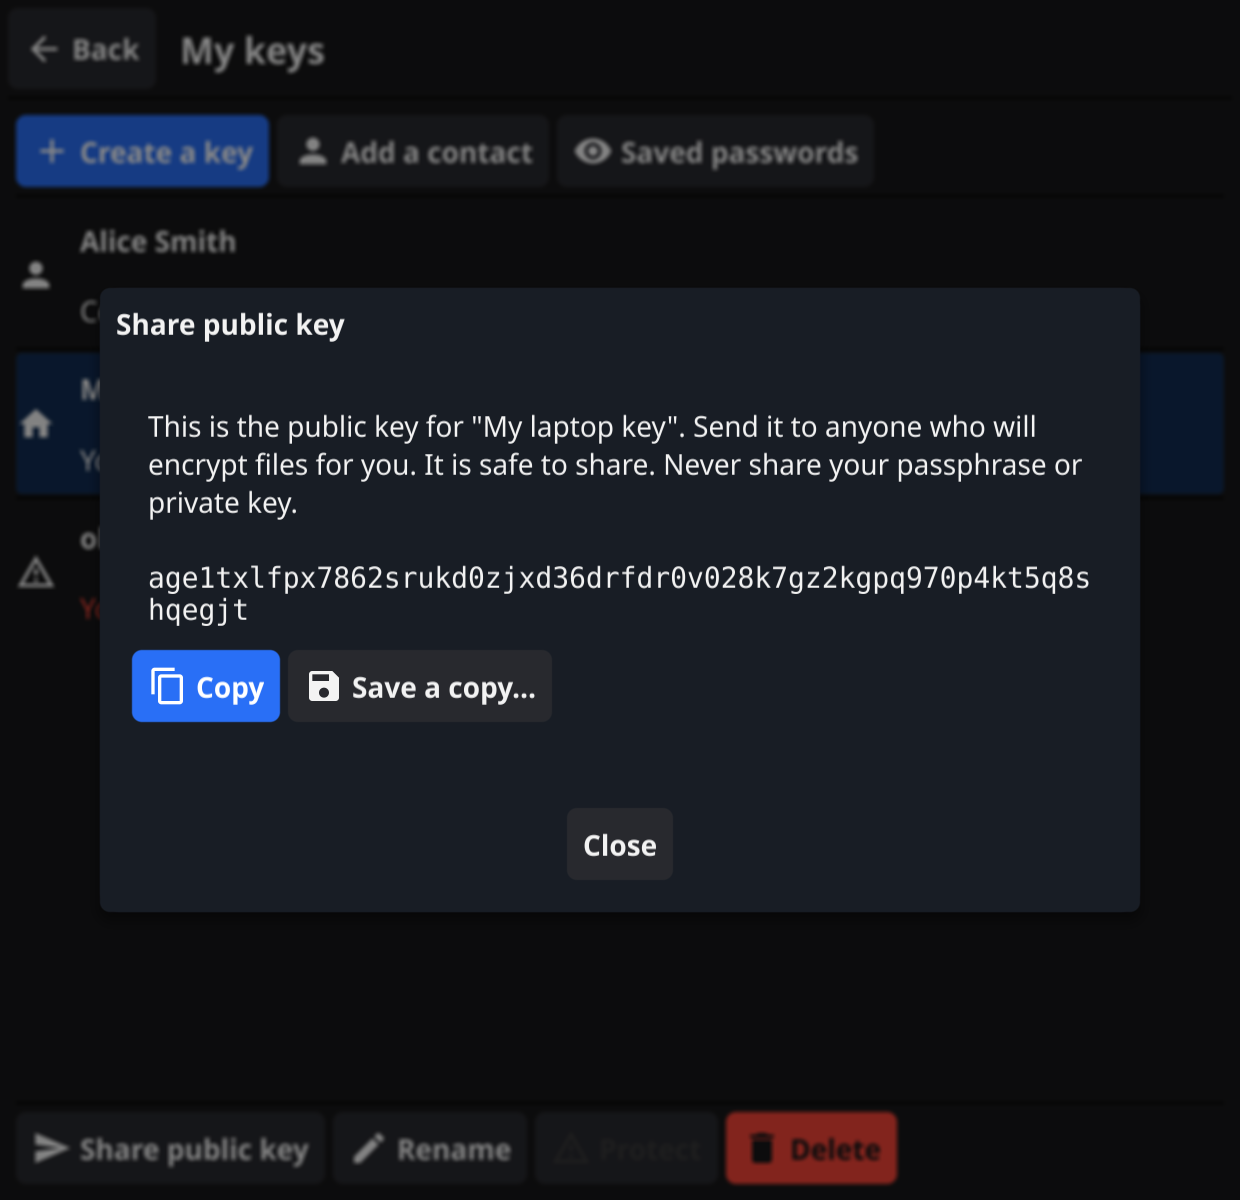 Back
My keys
Create a key
Add a contact
Saved passwords
Alice Smith
Share public key
This is the public key for "My laptop key". Send it to anyone who will
encrypt files for you. It is safe to share. Never share your passphrase or
private key.
age1txlfpx7862srukd0zjxd36drfdr0v028k7gz2kgpq970p4kt5q8s
hqegjt
Copy
Save a copy...
Close
Share public key
Rename
Protect
Delete